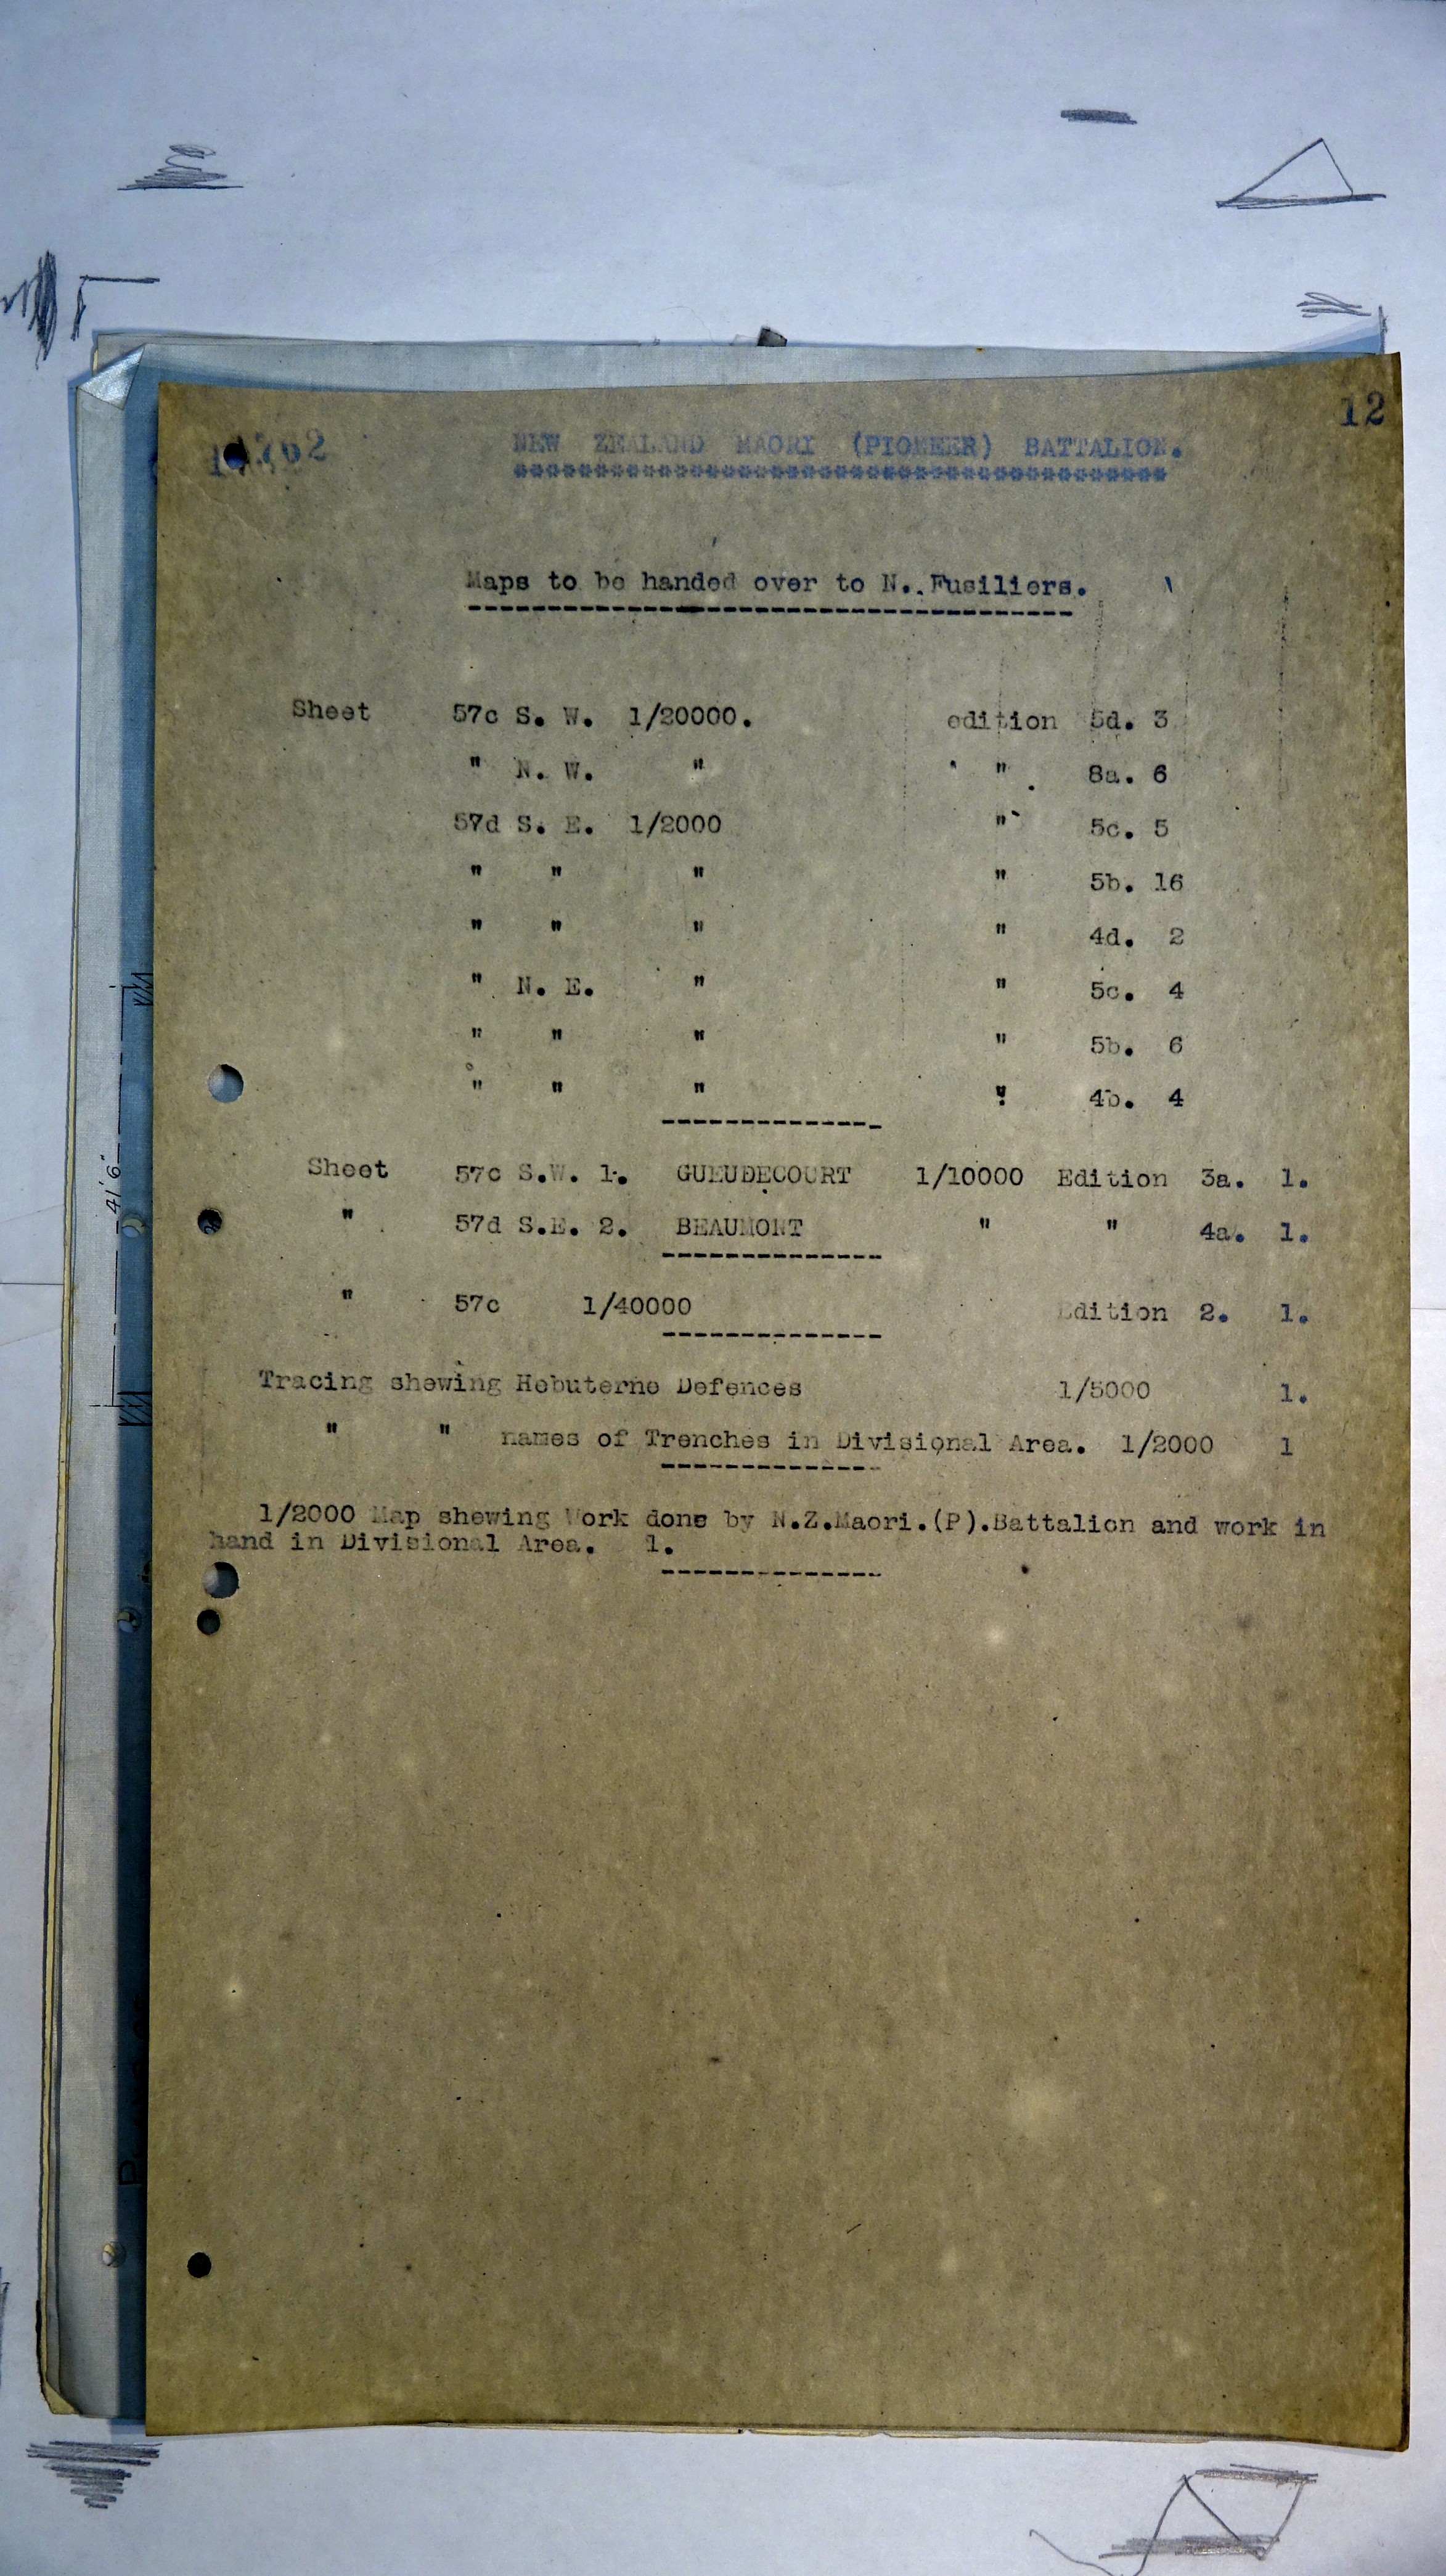 12
NEW ZEALAND MAORI (PIONEER) BATTALION.
*****************************************
Maps to be handed over to N. Fusiliers.
Sheet 57c S. W. 1/20000. edition 5d. 3
" N. W. " " 8a. 6
57d S. E. 1/2000 " 5c. 5
" " " " 5b. 16
" " " " 4d. 2
" N. E. " " 5c. 4
" " " " 5b. 6
" " " " 4b. 4
Sheet 57c S.W. 1. GUEUDECOURT 1/10000 Edition 3a. 1.
" 57d S.E. 2. BEAUMONT " " 4a. 1.
" 57c 1/40000 Edition 2. 1.
Tracing shewing Hebuterne Defences 1/5000 1.
" " names of Trenches in Divisional Area. 1/2000 1
1/2000 Map shewing Work done by N.Z.Maori.(P).Battalion and work in
hand in Divisional Area. 1.
41'6"